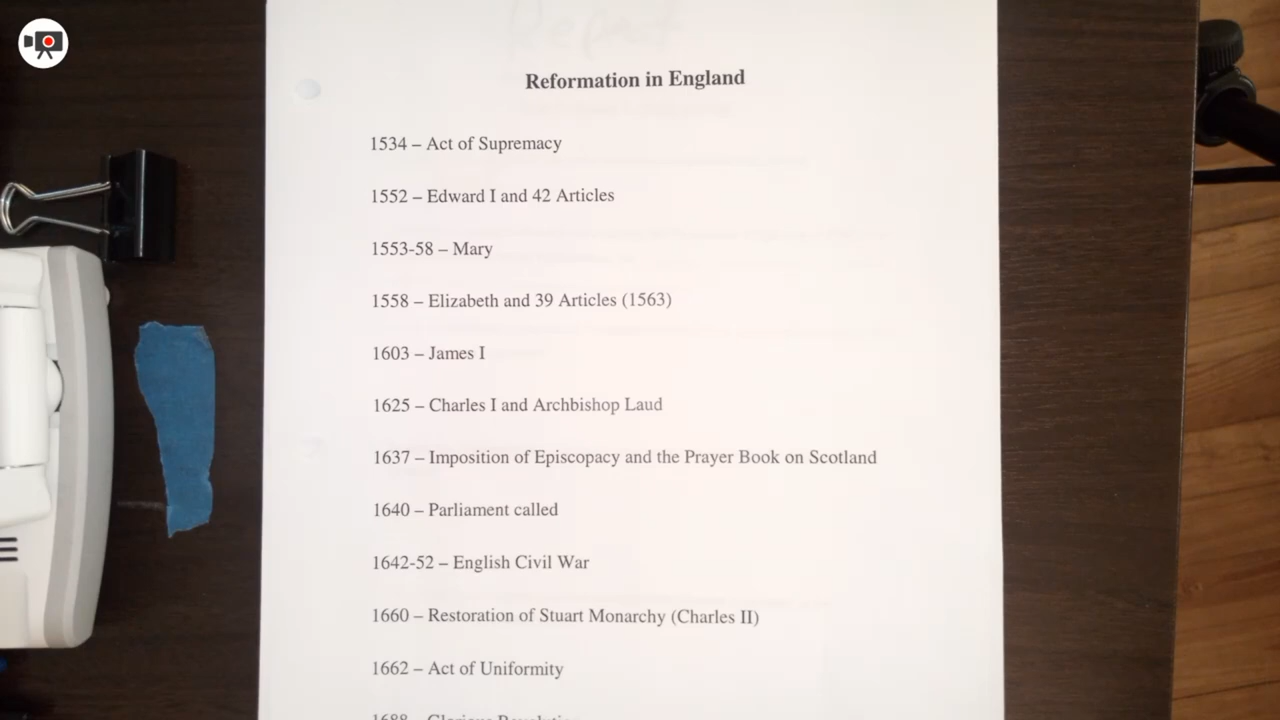 Reformation in England
1534 – Act of Supremacy
1552 – Edward I and 42 Articles
1553-58 – Mary
1558 – Elizabeth and 39 Articles (1563)
1603 – James I
1625 – Charles I and Archbishop Laud
1637 – Imposition of Episcopacy and the Prayer Book on Scotland
1640 – Parliament called
1642-52 – English Civil War
1660 – Restoration of Stuart Monarchy (Charles II)
1662 – Act of Uniformity
1688 – Glorious Revolution